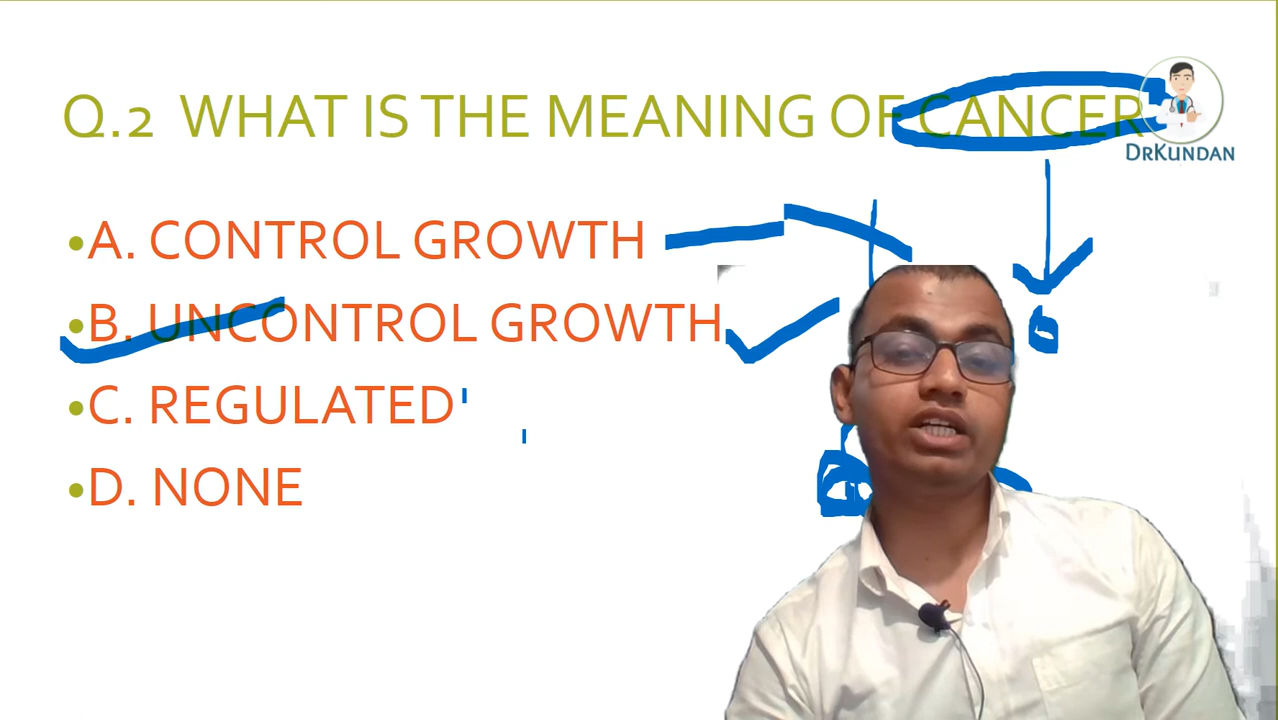 Q.2 WHAT IS THE MEANING OF CANCER
DRKUNDAN
•A. CONTROL GROWTH
•B. UNCONTROL GROWTH
•C. REGULATED
•D. NONE